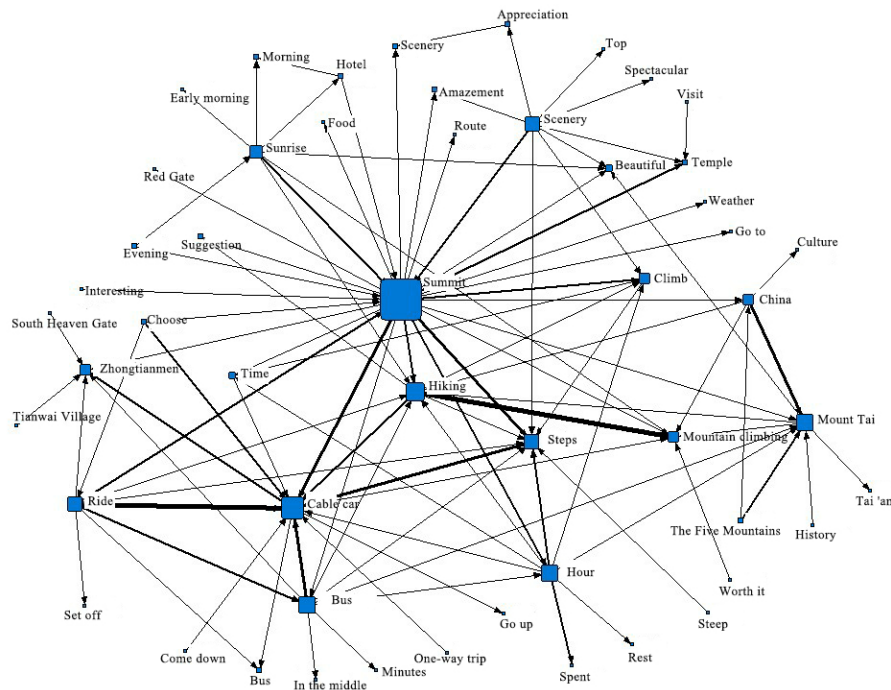 Appreciation
Scenery
Top
Morning
Hotel
Spectacular
Early morning
Amazement
Visit
Food
Route
Scenery
Sunrise
Beautiful
Temple
Red Gate
Weather
Suggestion
Go to
Evening
Culture
Summit
Climb
Interesting
China
South Heaven Gate
Choose
Zhongtianmen
Time
Hiking
Tianwai Village
Steps
Mountain climbing
Mount Tai
Ride
Cable car
Tai 'an
The Five Mountains
History
Hour
Worth it
Bus
Set off
Go up
Steep
Come down
One-way trip
Rest
Bus
In the middle
Minutes
Spent